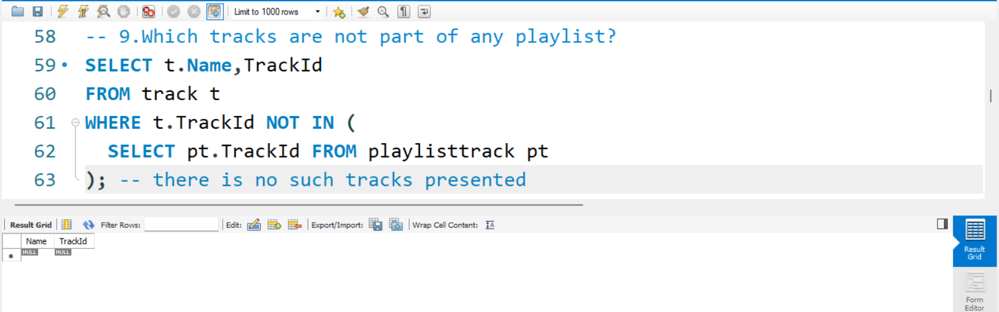 Limit to 1000 rows
58 -- 9.Which tracks are not part of any playlist?
59 SELECT t.Name,TrackId
60 FROM track t
61 WHERE t.TrackId NOT IN (
62 SELECT pt.TrackId FROM playlisttrack pt
63 ); -- there is no such tracks presented
Result Grid Filter Rows: Edit: Export/Import: Wrap Cell Content:
Name TrackId
NULL NULL
Result
Grid
Form
Editor